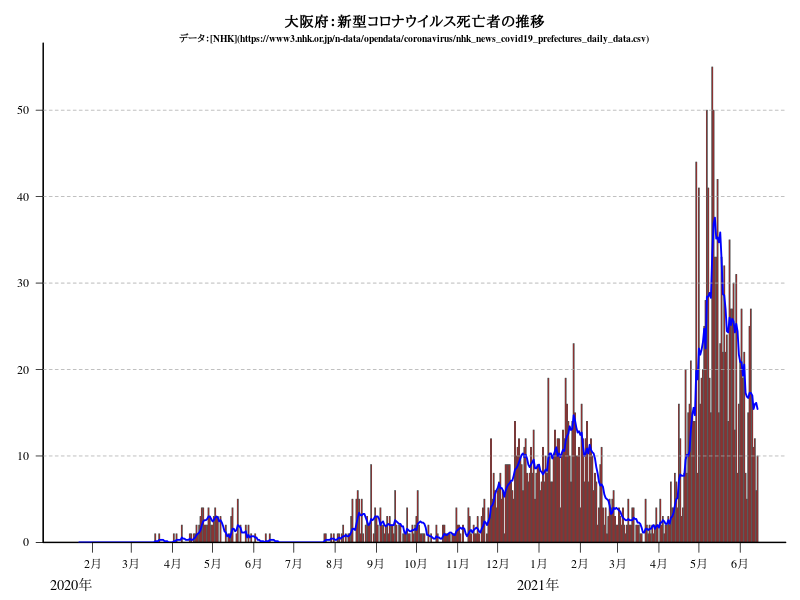 大阪府:新型コロナウイルス死亡者の推移
データ:[NHK](https://www3.nhk.or.jp/n-data/opendata/coronavirus/nhk_news_covid19_prefectures_daily_data.csv)
50
40
30
20
10
0
2月 3月 4月 5月 6月 7月 8月 9月 10月 11月 12月 1月 2月 3月 4月 5月 6月
2020年 2021年